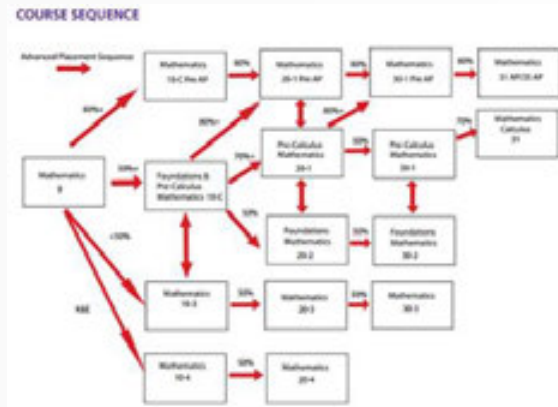 COURSE SEQUENCE
Advanced Placement Sequence
Mathematics
10-C Pre AP
80%
Mathematics
20-1 Pre AP
80%
Mathematics
30-1 Pre AP
80%
Mathematics
31 AP/35 AP
80%+
80%+
80%+
Mathematics
Calculus
31
Mathematics
9
50%+
Foundations &
Pre-Calculus
Mathematics 10-C
70%+
Pre-Calculus
Mathematics
20-1
50%
Pre-Calculus
Mathematics
30-1
70%
50%
Foundations
Mathematics
20-2
50%
Foundations
Mathematics
30-2
<50%
Mathematics
10-3
50%
Mathematics
20-3
50%
Mathematics
30-3
K&E
Mathematics
10-4
50%
Mathematics
20-4